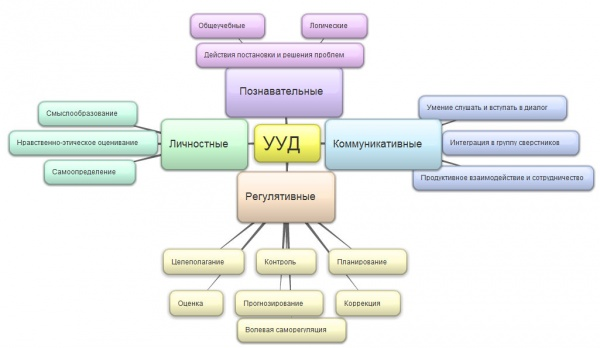 Общеучебные
Логические
Действия постановки и решения проблем
Познавательные
Смыслообразование
Нравственно-этическое оценивание
Самоопределение
Личностные
УУД
Коммуникативные
Умение слушать и вступать в диалог
Интеграция в группу сверстников
Продуктивное взаимодействие и сотрудничество
Регулятивные
Целеполагание
Контроль
Планирование
Оценка
Прогнозирование
Коррекция
Волевая саморегуляция